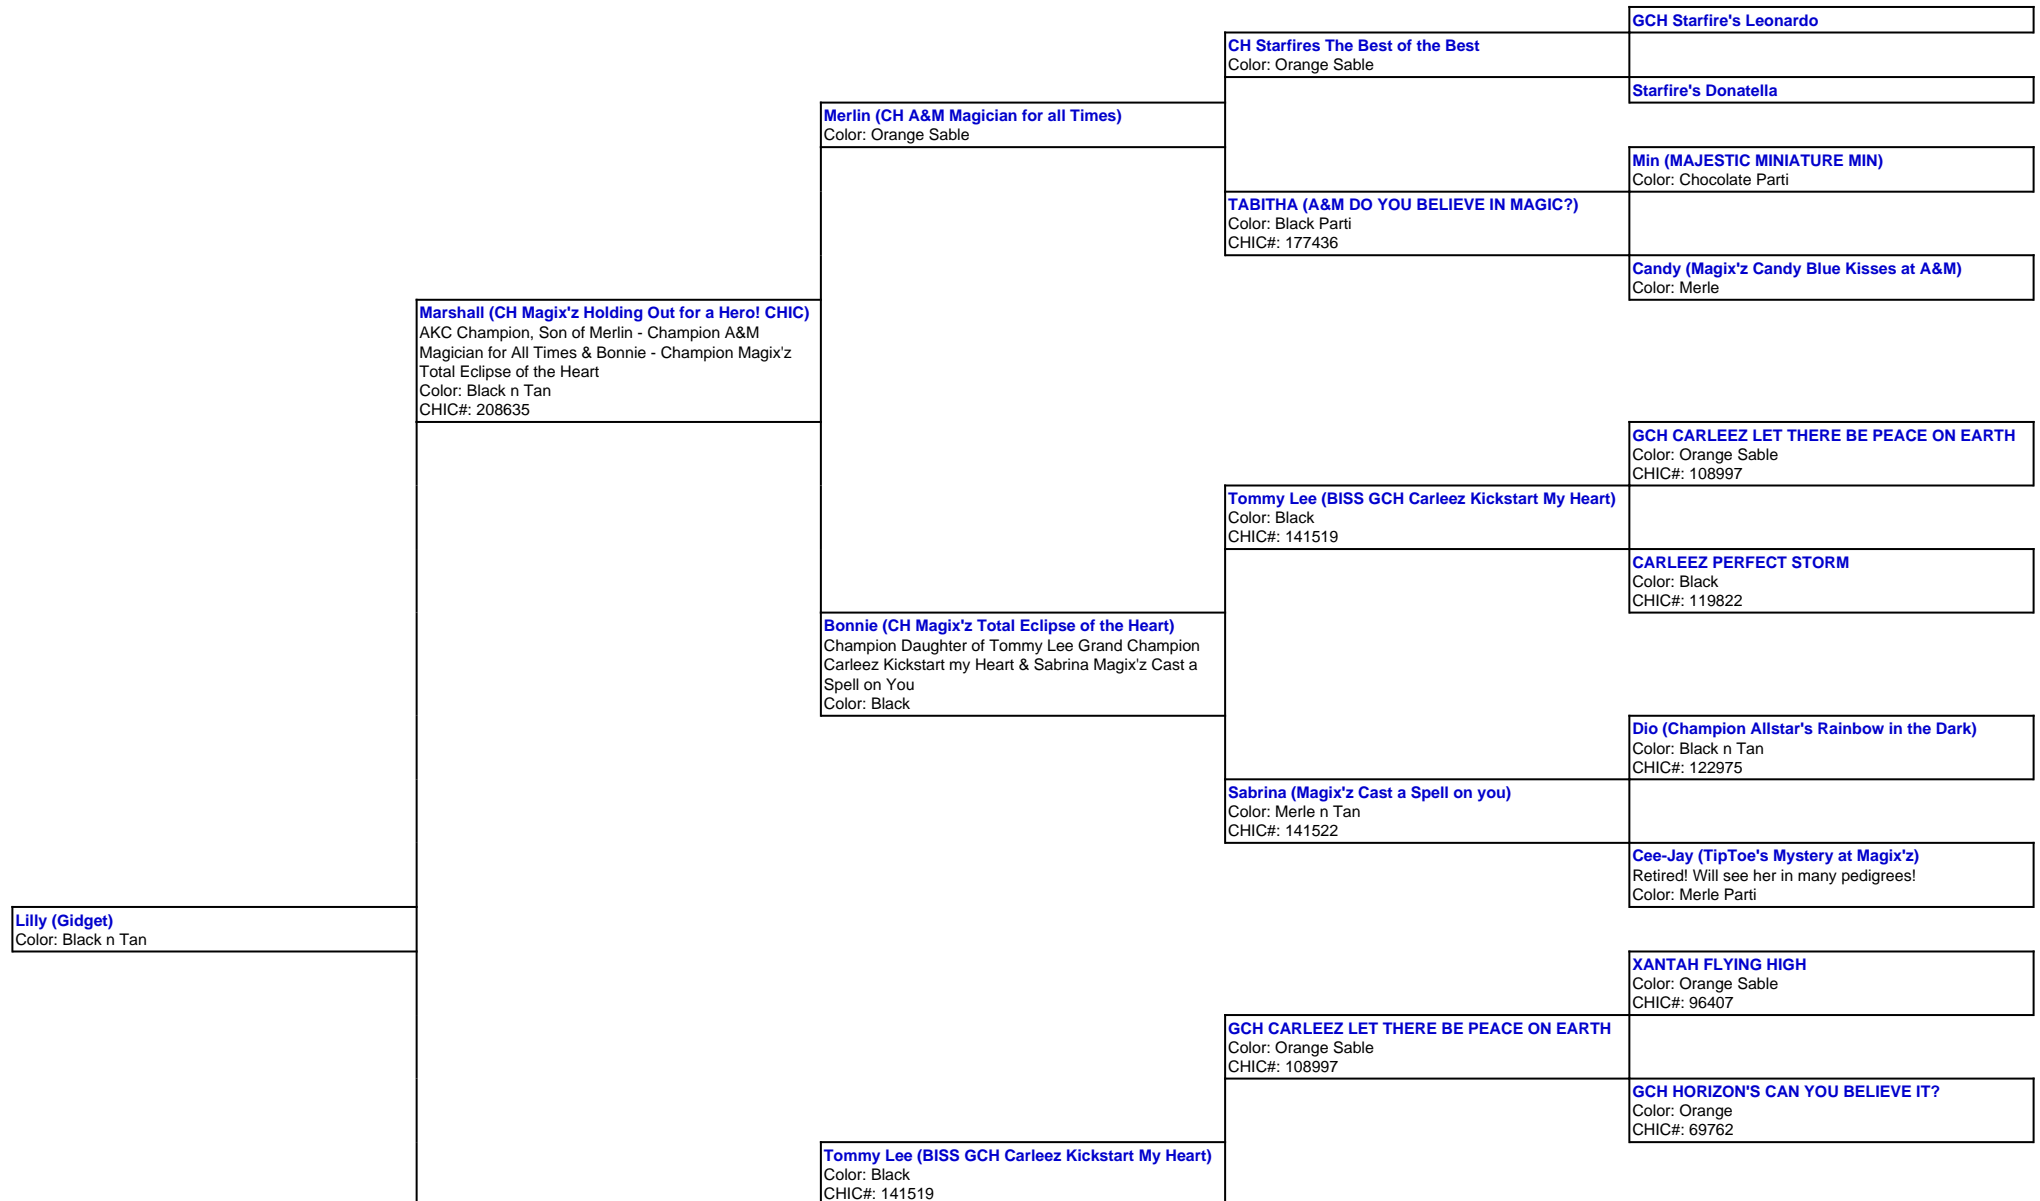 GCH Starfire's Leonardo
CH Starfires The Best of the Best
Color: Orange Sable
Starfire's Donatella
Merlin (CH A&M Magician for all Times)
Color: Orange Sable
Min (MAJESTIC MINIATURE MIN)
Color: Chocolate Parti
TABITHA (A&M DO YOU BELIEVE IN MAGIC?)
Color: Black Parti
CHIC#: 177436
Candy (Magix'z Candy Blue Kisses at A&M)
Color: Merle
Marshall (CH Magix'z Holding Out for a Hero! CHIC)
AKC Champion, Son of Merlin - Champion A&M
Magician for All Times & Bonnie - Champion Magix'z
Total Eclipse of the Heart
Color: Black n Tan
CHIC#: 208635
GCH CARLEEZ LET THERE BE PEACE ON EARTH
Color: Orange Sable
CHIC#: 108997
Tommy Lee (BISS GCH Carleez Kickstart My Heart)
Color: Black
CHIC#: 141519
CARLEEZ PERFECT STORM
Color: Black
CHIC#: 119822
Bonnie (CH Magix'z Total Eclipse of the Heart)
Champion Daughter of Tommy Lee Grand Champion
Carleez Kickstart my Heart & Sabrina Magix'z Cast a
Spell on You
Color: Black
Dio (Champion Allstar's Rainbow in the Dark)
Color: Black n Tan
CHIC#: 122975
Sabrina (Magix'z Cast a Spell on you)
Color: Merle n Tan
CHIC#: 141522
Cee-Jay (TipToe's Mystery at Magix'z)
Retired! Will see her in many pedigrees!
Color: Merle Parti
Lilly (Gidget)
Color: Black n Tan
XANTAH FLYING HIGH
Color: Orange Sable
CHIC#: 96407
GCH CARLEEZ LET THERE BE PEACE ON EARTH
Color: Orange Sable
CHIC#: 108997
GCH HORIZON'S CAN YOU BELIEVE IT?
Color: Orange
CHIC#: 69762
Tommy Lee (BISS GCH Carleez Kickstart My Heart)
Color: Black
CHIC#: 141519